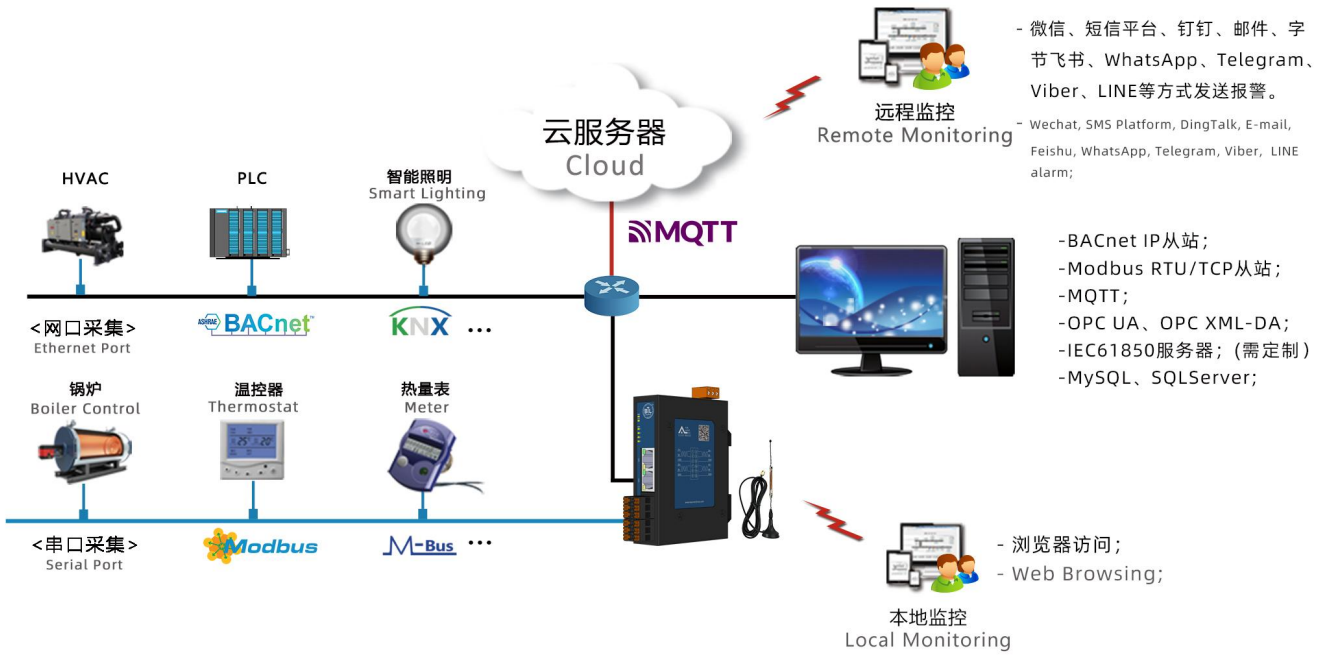 - 微信、短信平台、钉钉、邮件、字
节飞书、WhatsApp、Telegram、
Viber、LINE等方式发送报警。
- Wechat, SMS Platform, DingTalk, E-mail,
Feishu, WhatsApp, Telegram, Viber, LINE
alarm;
远程监控
Remote Monitoring
云服务器
Cloud
MQTT
HVAC
PLC
智能照明
Smart Lighting
<网口采集>
Ethernet Port
ASHRAE BACnet™
KNX ...
-BACnet IP从站；
-Modbus RTU/TCP从站；
-MQTT；
-OPC UA、OPC XML-DA；
-IEC61850服务器；(需定制）
-MySQL、SQLServer；
锅炉
Boiler Control
温控器
Thermostat
热量表
Meter
25° 20°
<串口采集>
Serial Port
Modbus
M-Bus ...
- 浏览器访问；
- Web Browsing;
本地监控
Local Monitoring